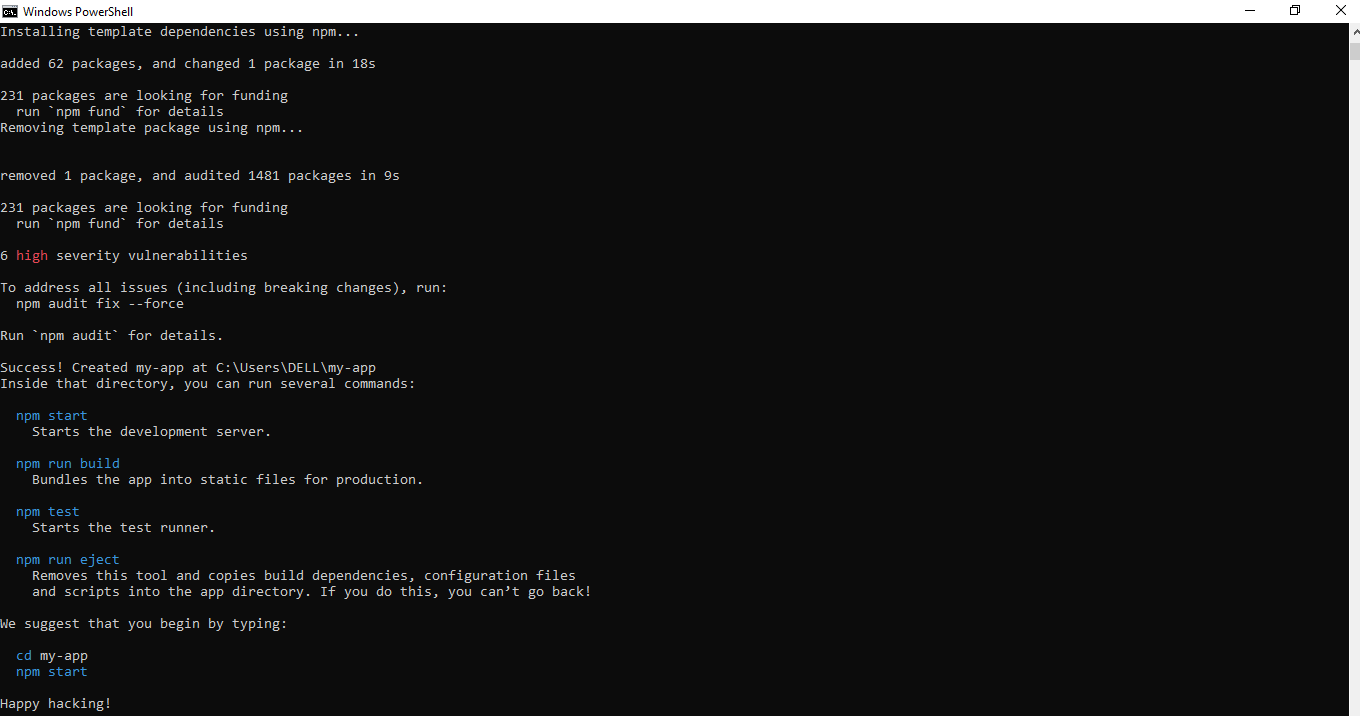 Windows PowerShell
Installing template dependencies using npm...
added 62 packages, and changed 1 package in 18s
231 packages are looking for funding
  run `npm fund` for details
Removing template package using npm...
removed 1 package, and audited 1481 packages in 9s
231 packages are looking for funding
  run `npm fund` for details
6 high severity vulnerabilities
To address all issues (including breaking changes), run:
  npm audit fix --force
Run `npm audit` for details.
Success! Created my-app at C:\Users\DELL\my-app
Inside that directory, you can run several commands:
  npm start
    Starts the development server.
  npm run build
    Bundles the app into static files for production.
  npm test
    Starts the test runner.
  npm run eject
    Removes this tool and copies build dependencies, configuration files
    and scripts into the app directory. If you do this, you can’t go back!
We suggest that you begin by typing:
  cd my-app
  npm start
Happy hacking!